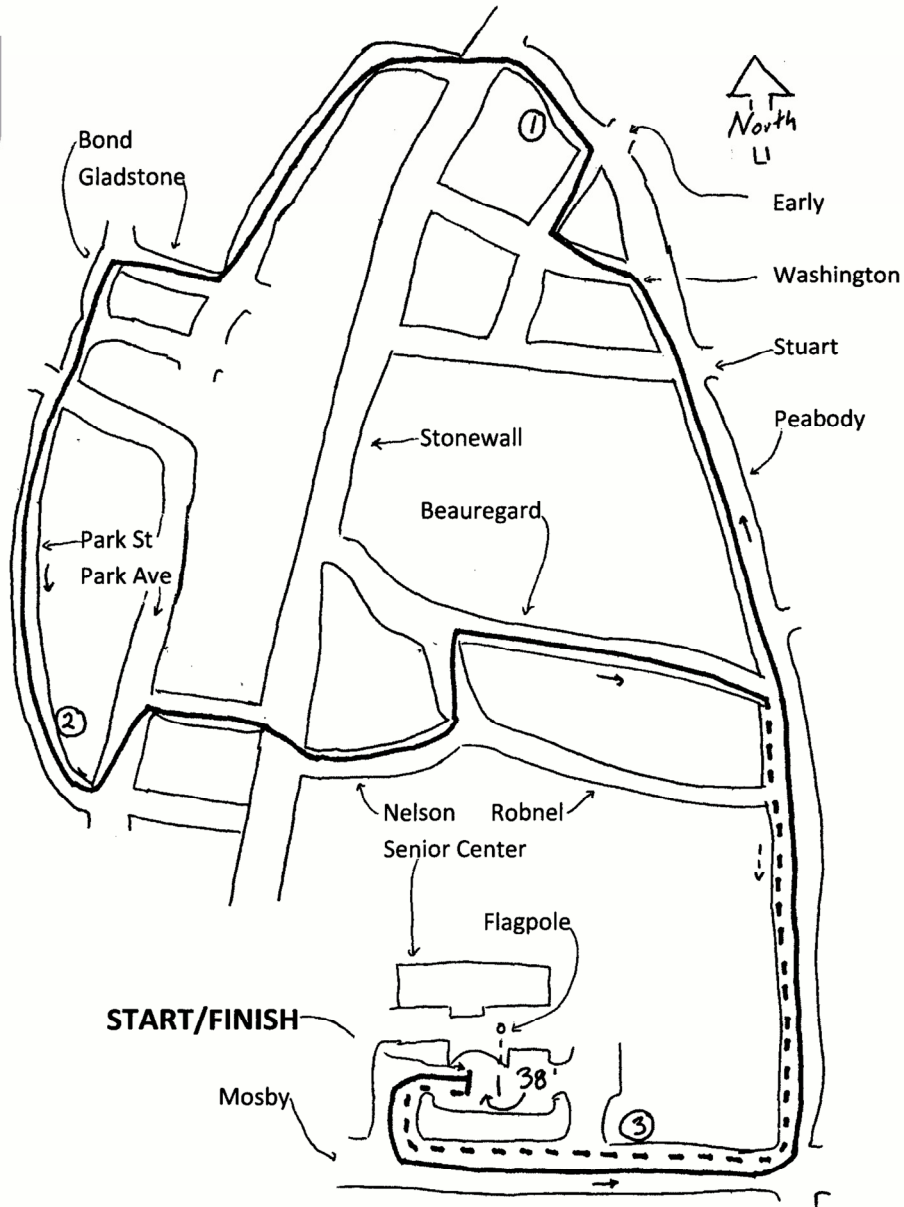 1
North
Bond
Gladstone
Early
Washington
Stuart
Peabody
Stonewall
Beauregard
Park St
Park Ave
2
Nelson
Robnel
Senior Center
Flagpole
START/FINISH
38'
Mosby
3